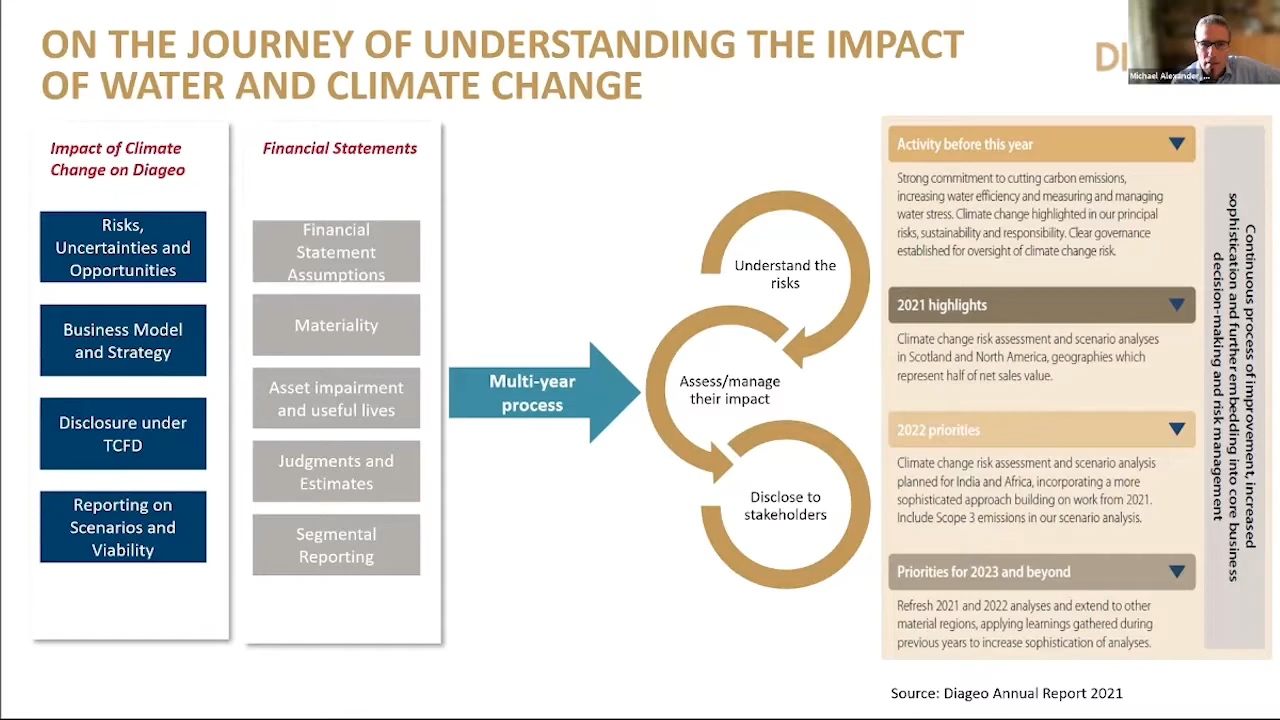 ON THE JOURNEY OF UNDERSTANDING THE IMPACT
OF WATER AND CLIMATE CHANGE
DI
Michael Alexander, ...
Impact of Climate
Change on Diageo
Risks,
Uncertainties and
Opportunities
Business Model
and Strategy
Disclosure under
TCFD
Reporting on
Scenarios and
Viability
Financial Statements
Financial
Statement
Assumptions
Materiality
Asset impairment
and useful lives
Judgments and
Estimates
Segmental
Reporting
Multi-year
process
Understand the
risks
Assess/manage
their impact
Disclose to
stakeholders
Activity before this year
Strong commitment to cutting carbon emissions,
increasing water efficiency and measuring and managing
water stress. Climate change highlighted in our principal
risks, sustainability and responsibility. Clear governance
established for oversight of climate change risk.
2021 highlights
Climate change risk assessment and scenario analyses
in Scotland and North America, geographies which
represent half of net sales value.
2022 priorities
Climate change risk assessment and scenario analysis
planned for India and Africa, incorporating a more
sophisticated approach building on work from 2021.
Include Scope 3 emissions in our scenario analysis.
Priorities for 2023 and beyond
Refresh 2021 and 2022 analyses and extend to other
material regions, applying learnings gathered during
previous years to increase sophistication of analyses.
Continuous process of improvement, increased
sophistication and further embedding into core business
decision-making and risk management
Source: Diageo Annual Report 2021